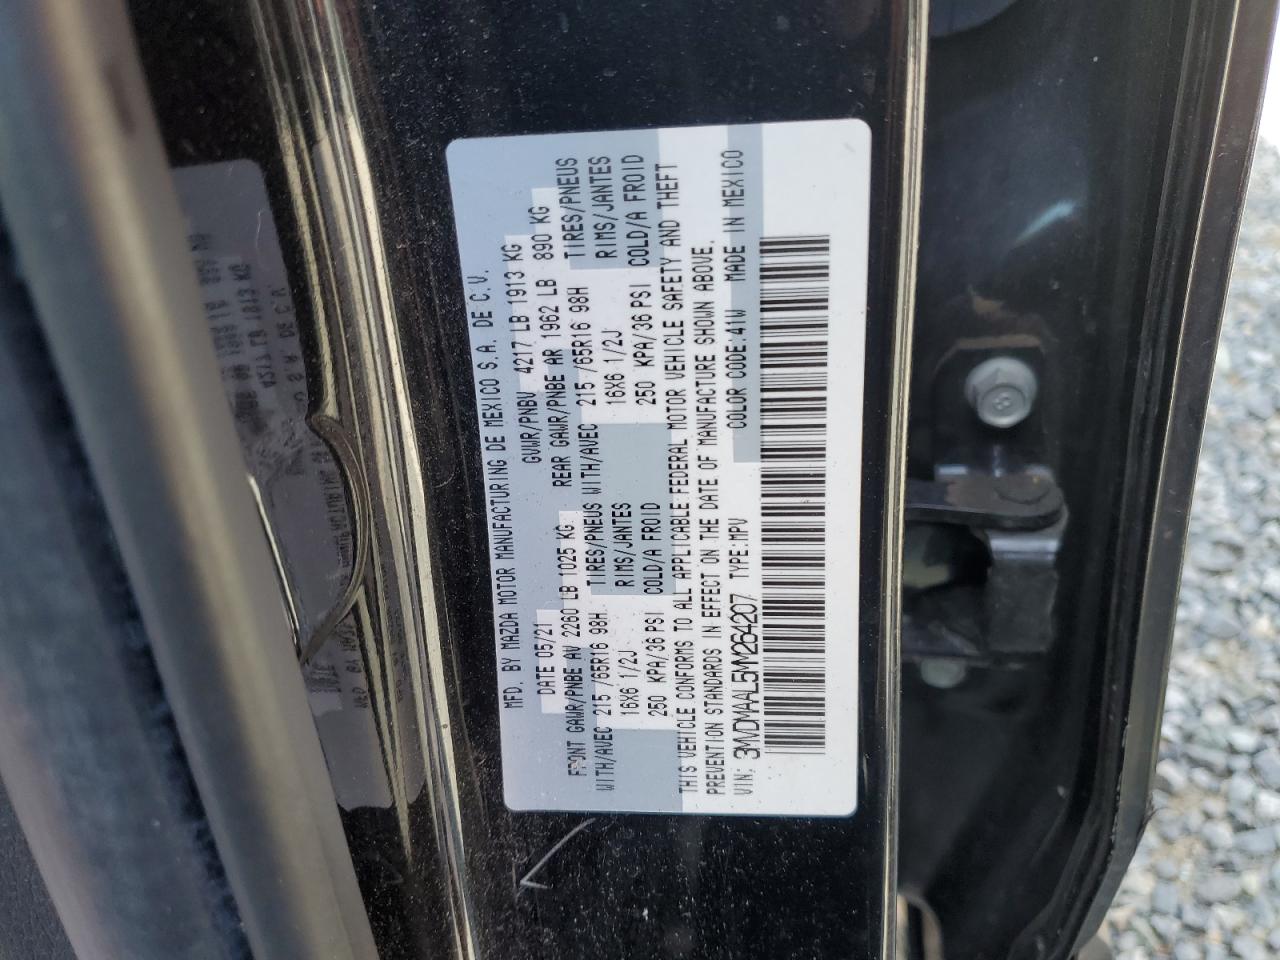 MFD. BY MAZDA MOTOR MANUFACTURING DE MEXICO S.A. DE C.V.
DATE 05/21 GVWR/PNBV 4217 LB 1913 KG
FRONT GAWR/PNBE AV 2260 LB 1025 KG REAR GAWR/PNBE AR 1962 LB 890 KG
WITH/AVEC 215 /65R16 98H TIRES/PNEUS WITH/AVEC 215 /65R16 98H TIRES/PNEUS
16X6 1/2J RIMS/JANTES 16X6 1/2J RIMS/JANTES
250 KPA/36 PSI COLD/A FROID 250 KPA/36 PSI COLD/A FROID
THIS VEHICLE CONFORMS TO ALL APPLICABLE FEDERAL MOTOR VEHICLE SAFETY AND THEFT
PREVENTION STANDARDS IN EFFECT ON THE DATE OF MANUFACTURE SHOWN ABOVE.
VIN: 3MVDMAAL5MM264207 TYPE:MPV COLOR CODE:41W MADE IN MEXICO